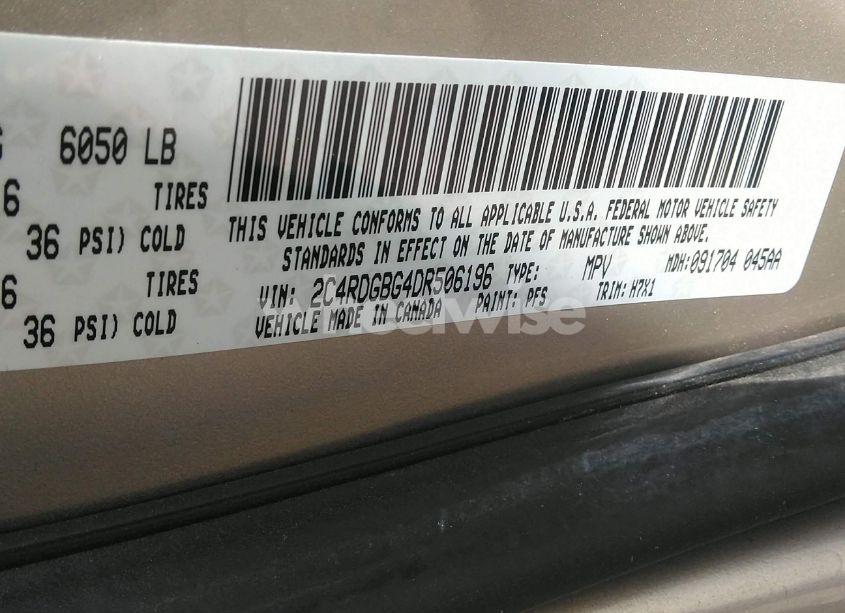 6050 LB
TIRES
36 PSI) COLD
TIRES
36 PSI) COLD
THIS VEHICLE CONFORMS TO ALL APPLICABLE U.S.A. FEDERAL MOTOR VEHICLE SAFETY
STANDARDS IN EFFECT ON THE DATE OF MANUFACTURE SHOWN ABOVE.
VIN: 2C4RDGBG4DR506196 TYPE: MPV MDH:091704 045AA
VEHICLE MADE IN CANADA PAINT: PFS TRIM: H7X1
wheelwise